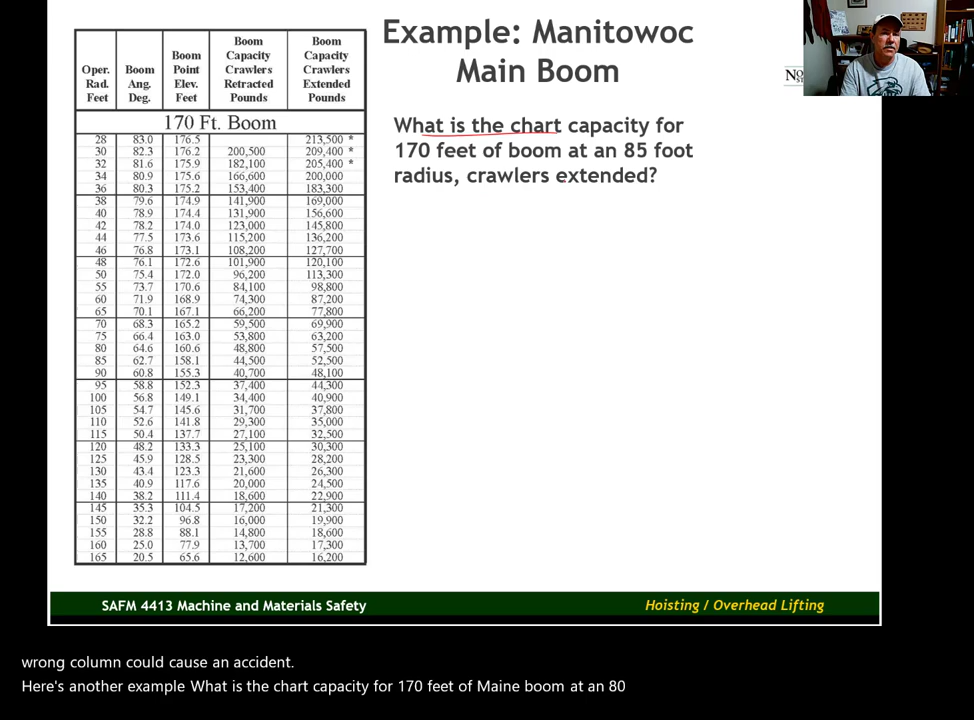 Example: Manitowoc
Main Boom
Oper. Rad. Feet | Boom Ang. Deg. | Boom Point Elev. Feet | Boom Capacity Crawlers Retracted Pounds | Boom Capacity Crawlers Extended Pounds
170 Ft. Boom
28 83.0 176.5 213,500 *
30 82.3 176.2 200,500 209,400 *
32 81.6 175.9 182,100 205,400 *
34 80.9 175.6 166,600 200,000
36 80.3 175.2 153,400 183,300
38 79.6 174.9 141,900 169,000
40 78.9 174.4 131,900 156,600
42 78.2 174.0 123,000 145,800
44 77.5 173.6 115,200 136,200
46 76.8 173.1 108,200 127,700
48 76.1 172.6 101,900 120,100
50 75.4 172.0 96,200 113,300
55 73.7 170.6 84,100 98,800
60 71.9 168.9 74,300 87,200
65 70.1 167.1 66,200 77,800
70 68.3 165.2 59,500 69,900
75 66.4 163.0 53,800 63,200
80 64.6 160.6 48,800 57,500
85 62.7 158.1 44,500 52,500
90 60.8 155.3 40,700 48,100
95 58.8 152.3 37,400 44,300
100 56.8 149.1 34,400 40,900
105 54.7 145.6 31,700 37,800
110 52.6 141.8 29,300 35,000
115 50.4 137.7 27,100 32,500
120 48.2 133.3 25,100 30,300
125 45.9 128.5 23,300 28,200
130 43.4 123.3 21,600 26,300
135 40.9 117.6 20,000 24,500
140 38.2 111.4 18,600 22,900
145 35.3 104.5 17,200 21,300
150 32.2 96.8 16,000 19,900
155 28.8 88.1 14,800 18,600
160 25.0 77.9 13,700 17,300
165 20.5 65.6 12,600 16,200
What is the chart capacity for
170 feet of boom at an 85 foot
radius, crawlers extended?
SAFM 4413 Machine and Materials Safety
Hoisting / Overhead Lifting
wrong column could cause an accident.
Here's another example What is the chart capacity for 170 feet of Maine boom at an 80